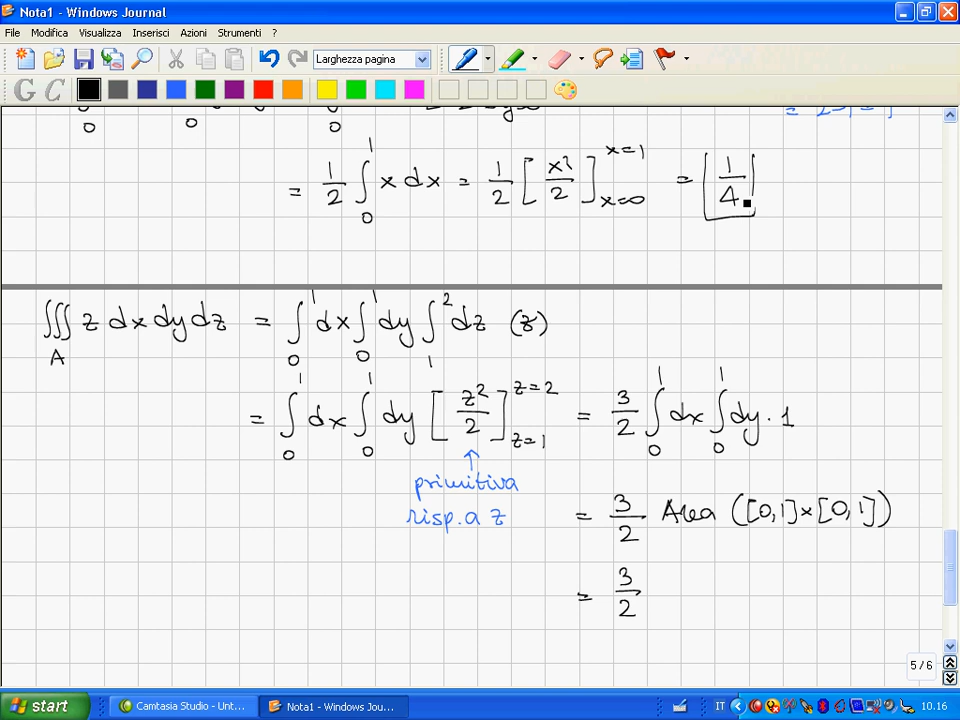 Nota1 - Windows Journal
File Modifica Visualizza Inserisci Azioni Strumenti ?
Larghezza pagina
0 0 0
= 1/2 ∫₀¹ x dx = 1/2 [x²/2]ₓ₌₀ˣ⁼¹ = 1/4
∭_A z dx dy dz = ∫₀¹ dx ∫₀¹ dy ∫₁² dz (z)
= ∫₀¹ dx ∫₀¹ dy [z²/2]_{z=1}^{z=2} = 3/2 ∫₀¹ dx ∫₀¹ dy · 1
primitiva
risp. a z
= 3/2 Area ([0,1]×[0,1])
= 3/2
5 / 6
start
Camtasia Studio - Unt...
Nota1 - Windows Jou...
IT
10.16